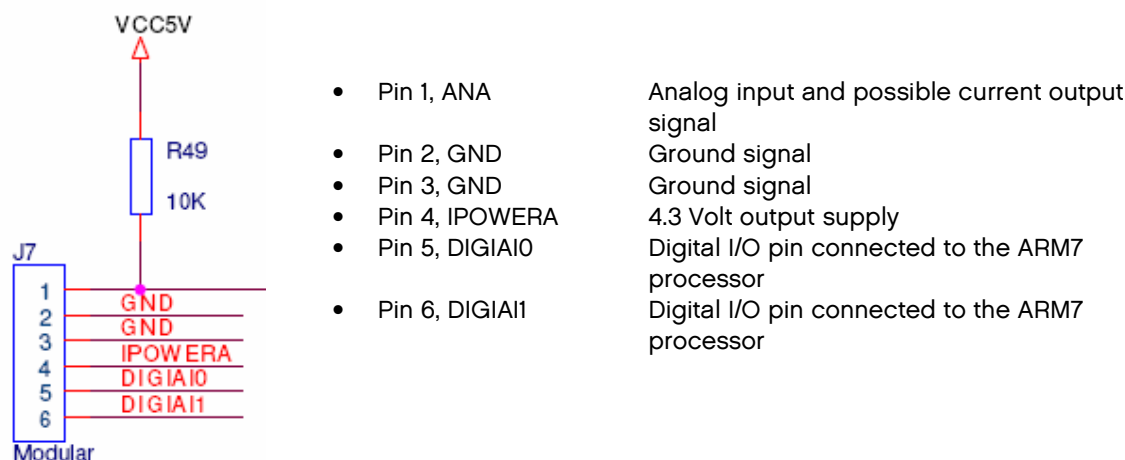 VCC5V
R49
10K
J7
1
GND
2
GND
3
IPOWERA
4
DIGIAI0
5
DIGIAI1
6
Modular
• Pin 1, ANA Analog input and possible current output
signal
• Pin 2, GND Ground signal
• Pin 3, GND Ground signal
• Pin 4, IPOWERA 4.3 Volt output supply
• Pin 5, DIGIAI0 Digital I/O pin connected to the ARM7
processor
• Pin 6, DIGIAI1 Digital I/O pin connected to the ARM7
processor